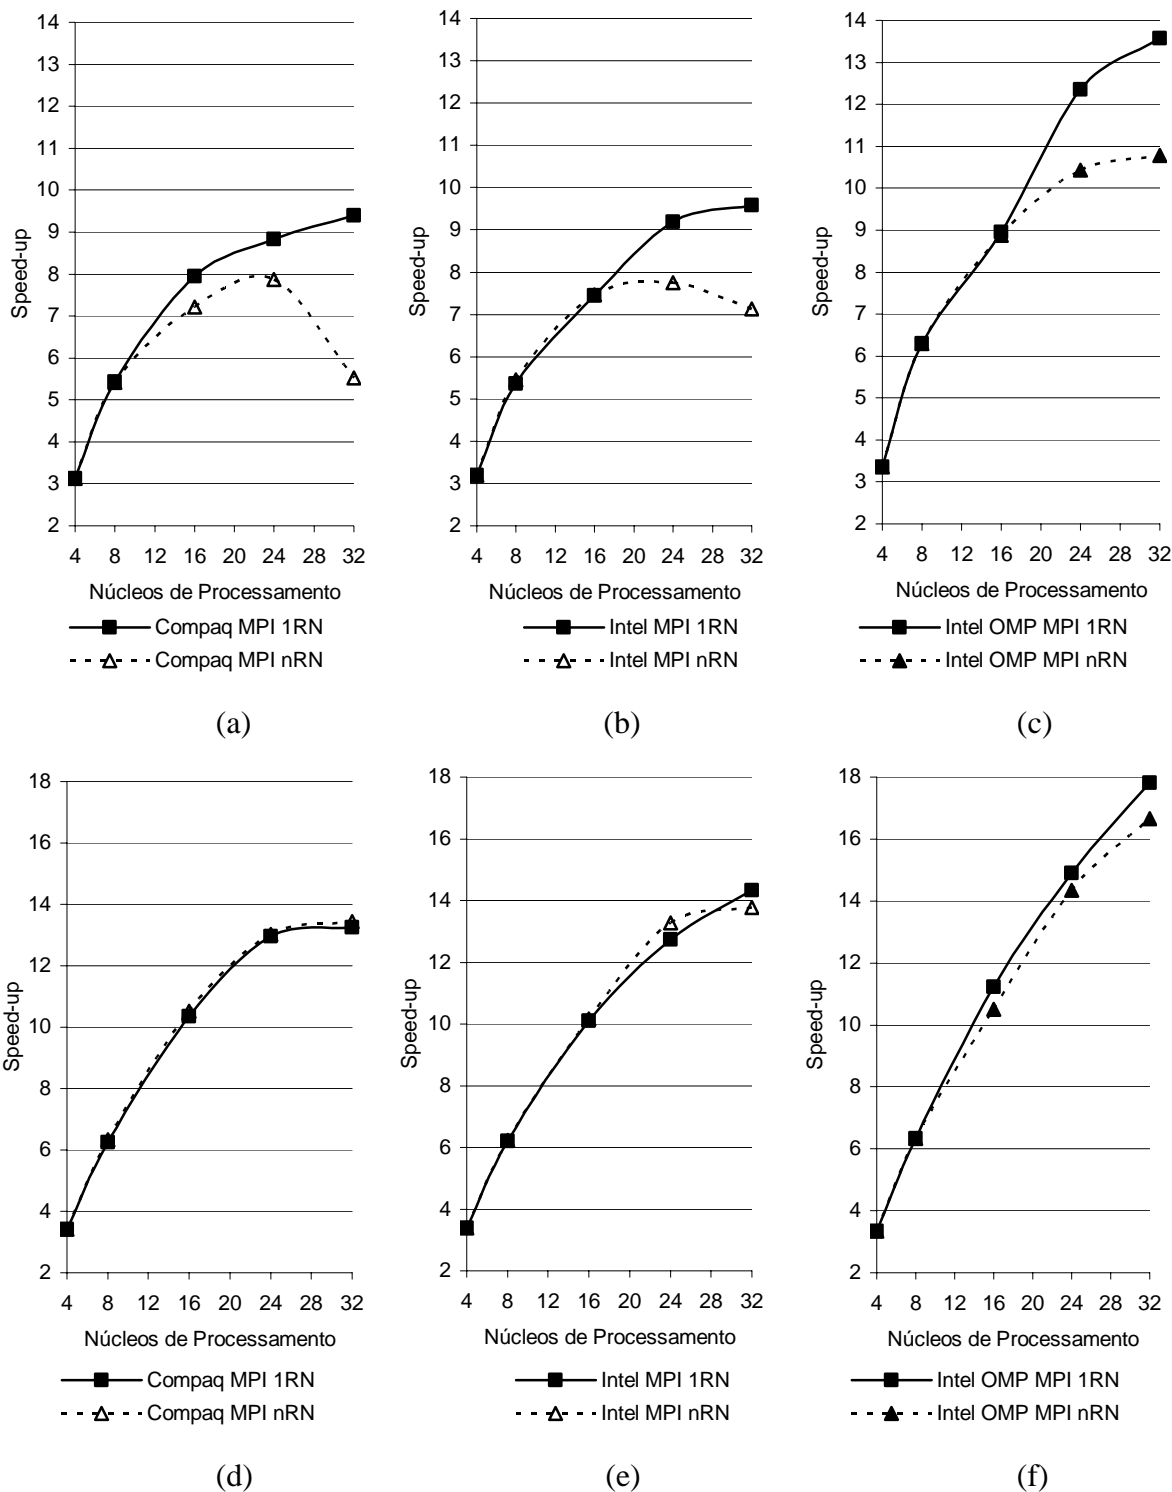 14
13
12
11
10
9
8
7
6
5
4
3
2
Speed-up
4 8 12 16 20 24 28 32
Núcleos de Processamento
Compaq MPI 1RN
Compaq MPI nRN
(a)
14
13
12
11
10
9
8
7
6
5
4
3
2
Speed-up
4 8 12 16 20 24 28 32
Núcleos de Processamento
Intel MPI 1RN
Intel MPI nRN
(b)
14
13
12
11
10
9
8
7
6
5
4
3
2
Speed-up
4 8 12 16 20 24 28 32
Núcleos de Processamento
Intel OMP MPI 1RN
Intel OMP MPI nRN
(c)
18
16
14
12
10
8
6
4
2
Speed-up
4 8 12 16 20 24 28 32
Núcleos de Processamento
Compaq MPI 1RN
Compaq MPI nRN
(d)
18
16
14
12
10
8
6
4
2
Speed-up
4 8 12 16 20 24 28 32
Núcleos de Processamento
Intel MPI 1RN
Intel MPI nRN
(e)
18
16
14
12
10
8
6
4
2
Speed-up
4 8 12 16 20 24 28 32
Núcleos de Processamento
Intel OMP MPI 1RN
Intel OMP MPI nRN
(f)